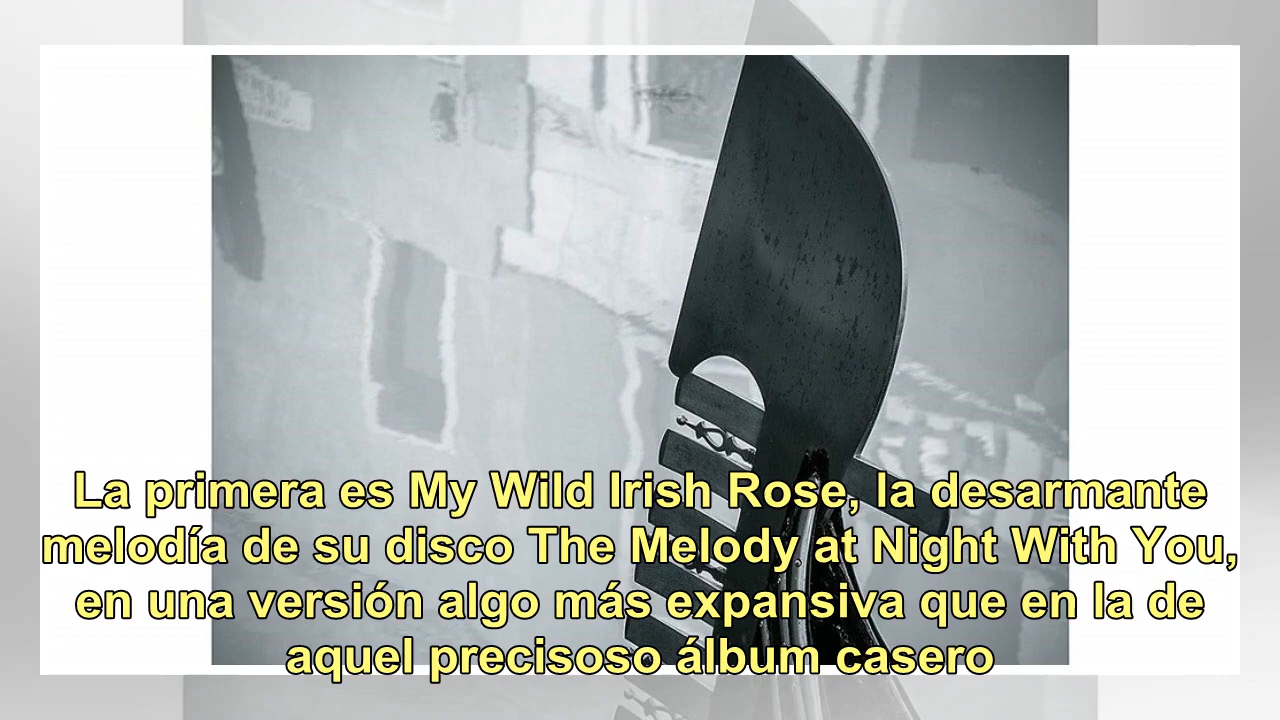 La primera es My Wild Irish Rose, la desarmante
melodía de su disco The Melody at Night With You,
en una versión algo más expansiva que en la de
aquel precisoso álbum casero